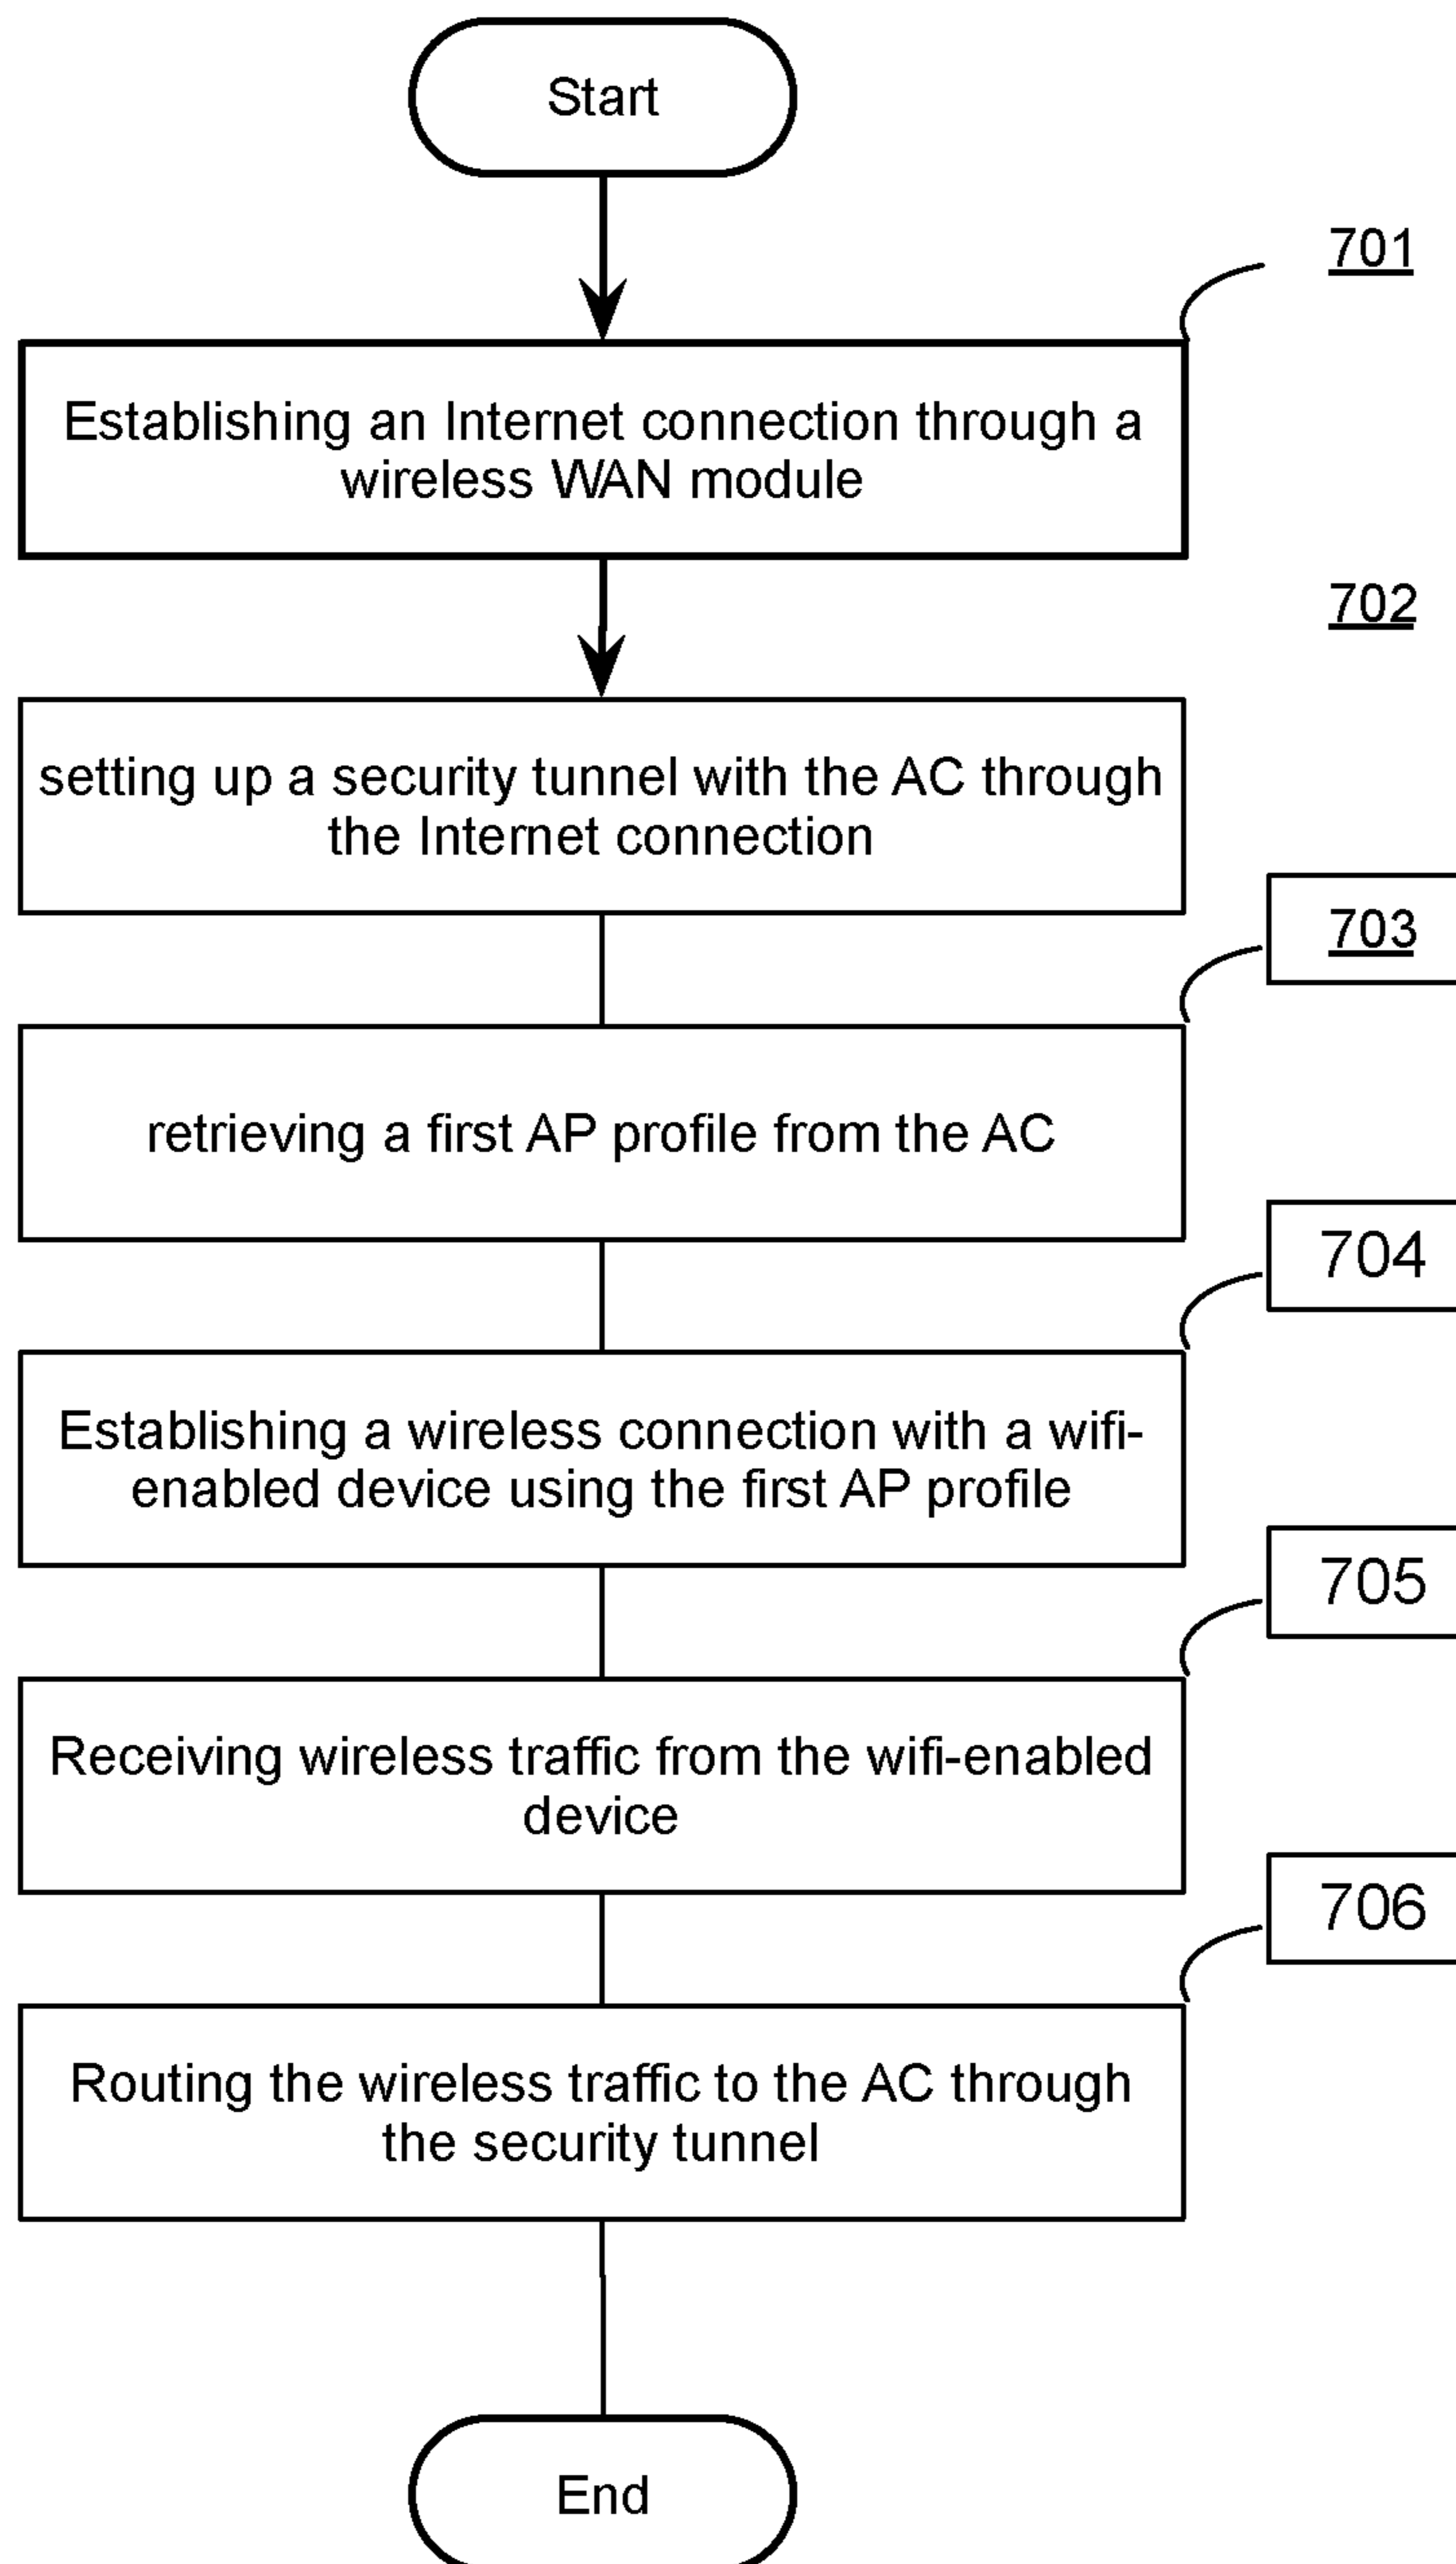 Start
701
Establishing an Internet connection through a
wireless WAN module
702
setting up a security tunnel with the AC through
the Internet connection
703
retrieving a first AP profile from the AC
704
Establishing a wireless connection with a wifi-
enabled device using the first AP profile
705
Receiving wireless traffic from the wifi-enabled
device
706
Routing the wireless traffic to the AC through
the security tunnel
End